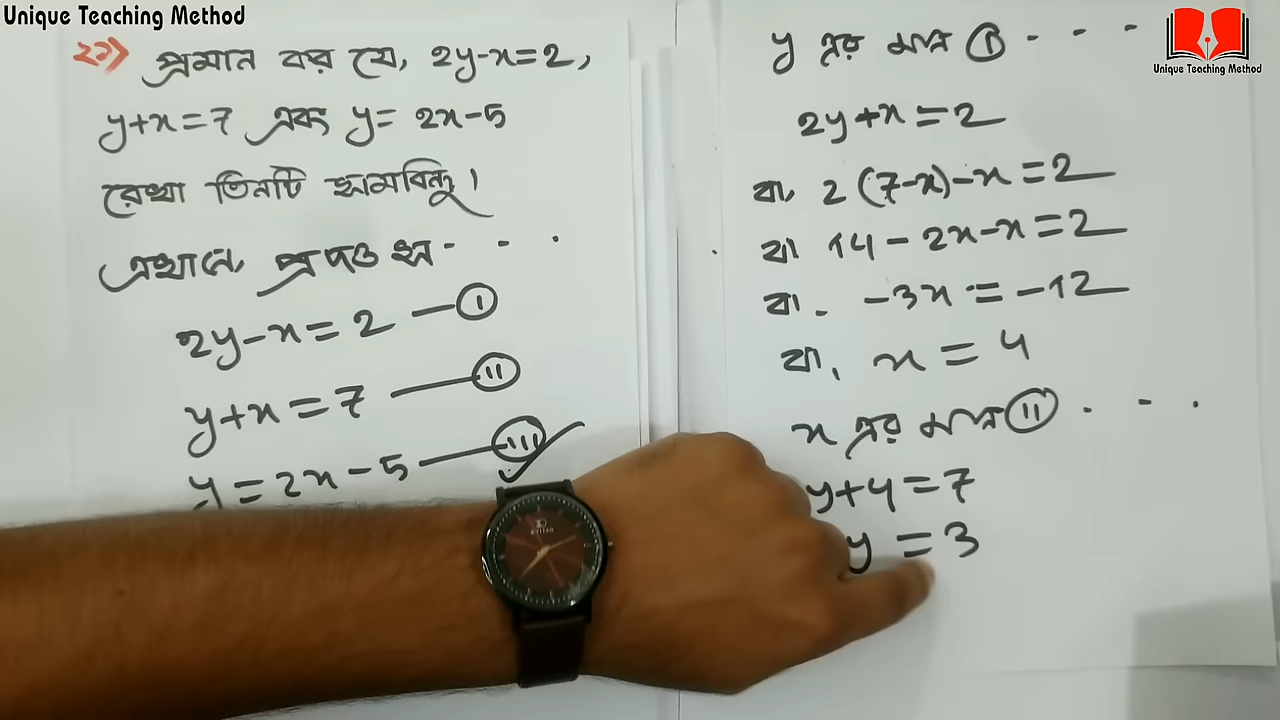 Unique Teaching Method
২১) প্রমান কর যে, 2y-x=2,
y+x=7 এবং y= 2x-5
রেখা তিনটি সমবিন্দু।
এখানে, প্রদত্ত স- - .
2y-x=2 — i
y+x=7 — ii
y=2x-5 — iii
y এর মান i - - -
2y+x=2
বা, 2(7-x)-x=2
বা 14-2x-x=2
বা. -3x=-12
বা, x=4
x এর মান ii . - .
y+4=7
y=3
Unique Teaching Method